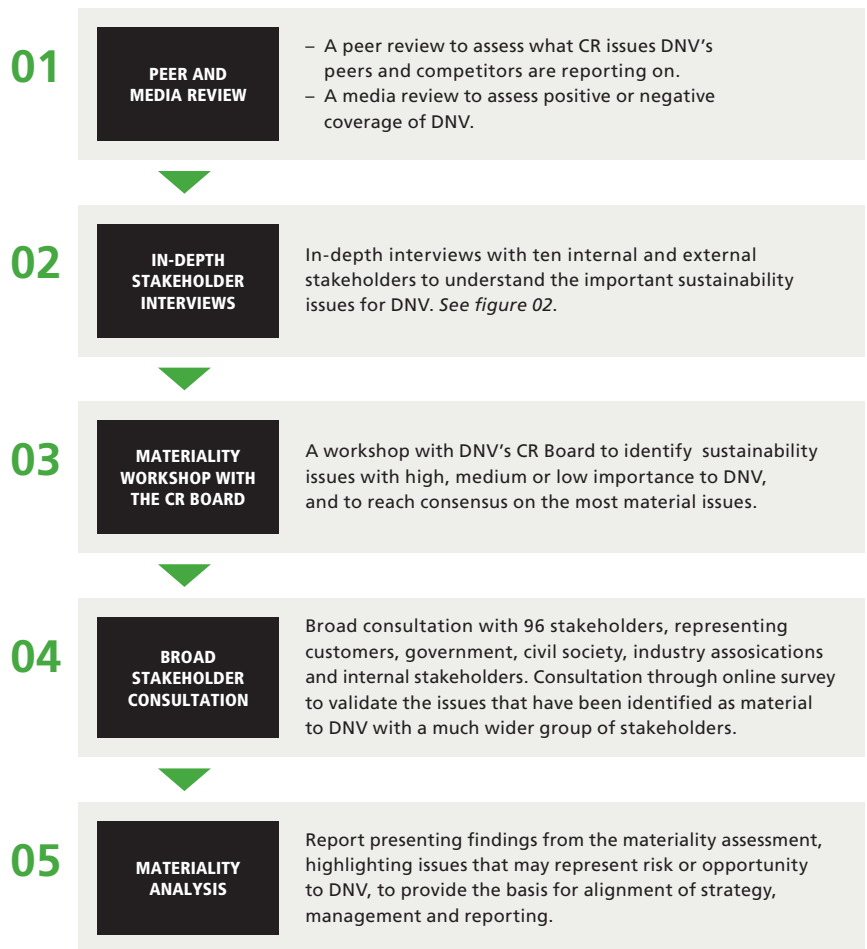 01
PEER AND
MEDIA REVIEW
– A peer review to assess what CR issues DNV's
peers and competitors are reporting on.
– A media review to assess positive or negative
coverage of DNV.
02
IN-DEPTH
STAKEHOLDER
INTERVIEWS
In-depth interviews with ten internal and external
stakeholders to understand the important sustainability
issues for DNV. See figure 02.
03
MATERIALITY
WORKSHOP WITH
THE CR BOARD
A workshop with DNV's CR Board to identify sustainability
issues with high, medium or low importance to DNV,
and to reach consensus on the most material issues.
04
BROAD
STAKEHOLDER
CONSULTATION
Broad consultation with 96 stakeholders, representing
customers, government, civil society, industry assosications
and internal stakeholders. Consultation through online survey
to validate the issues that have been identified as material
to DNV with a much wider group of stakeholders.
05
MATERIALITY
ANALYSIS
Report presenting findings from the materiality assessment,
highlighting issues that may represent risk or opportunity
to DNV, to provide the basis for alignment of strategy,
management and reporting.